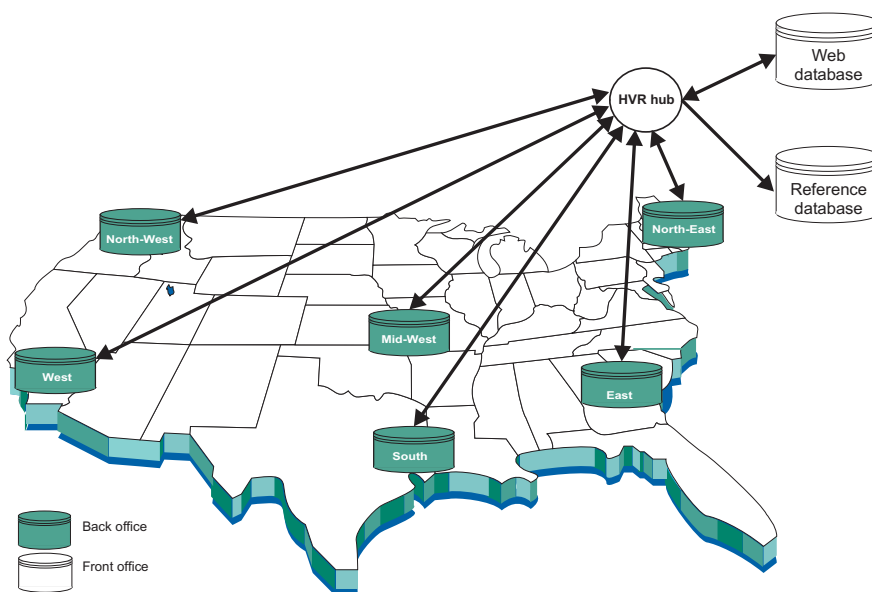 Web
database
HVR hub
Reference
database
North-West
North-East
Mid-West
West
East
South
Back office
Front office